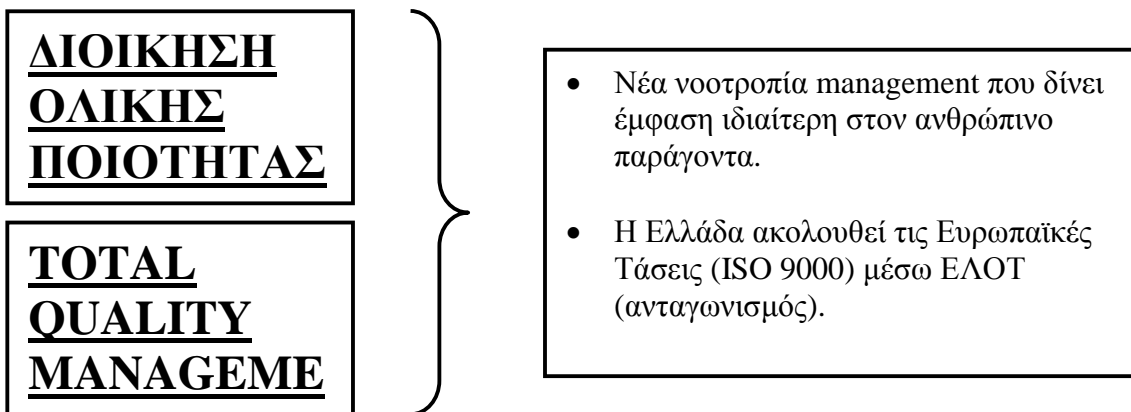 ΔΙΟΙΚΗΣΗ
ΟΛΙΚΗΣ
ΠΟΙΟΤΗΤΑΣ
TOTAL
QUALITY
MANAGEME
• Νέα νοοτροπία management που δίνει
έμφαση ιδιαίτερη στον ανθρώπινο
παράγοντα.
• Η Ελλάδα ακολουθεί τις Ευρωπαϊκές
Τάσεις (ISO 9000) μέσω ΕΛΟΤ
(ανταγωνισμός).